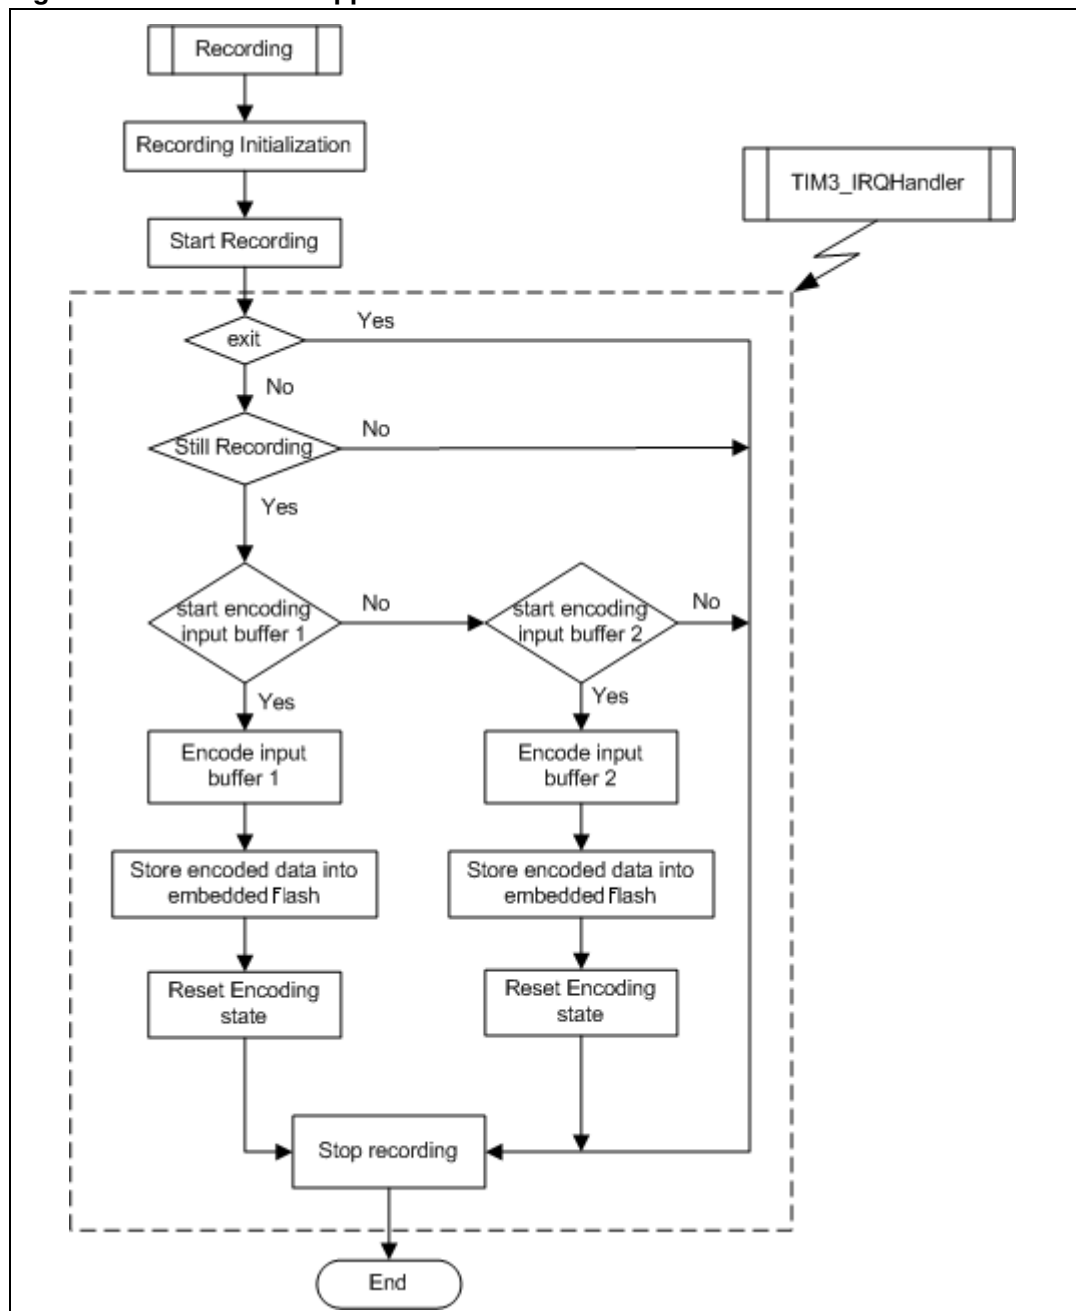 Recording
Recording Initialization
TIM3_IRQHandler
Start Recording
Yes
exit
No
No
Still Recording
Yes
start encoding
input buffer 1
No
start encoding
input buffer 2
No
Yes
Yes
Encode input
buffer 1
Encode input
buffer 2
Store encoded data into
embedded Flash
Store encoded data into
embedded Flash
Reset Encoding
state
Reset Encoding
state
Stop recording
End